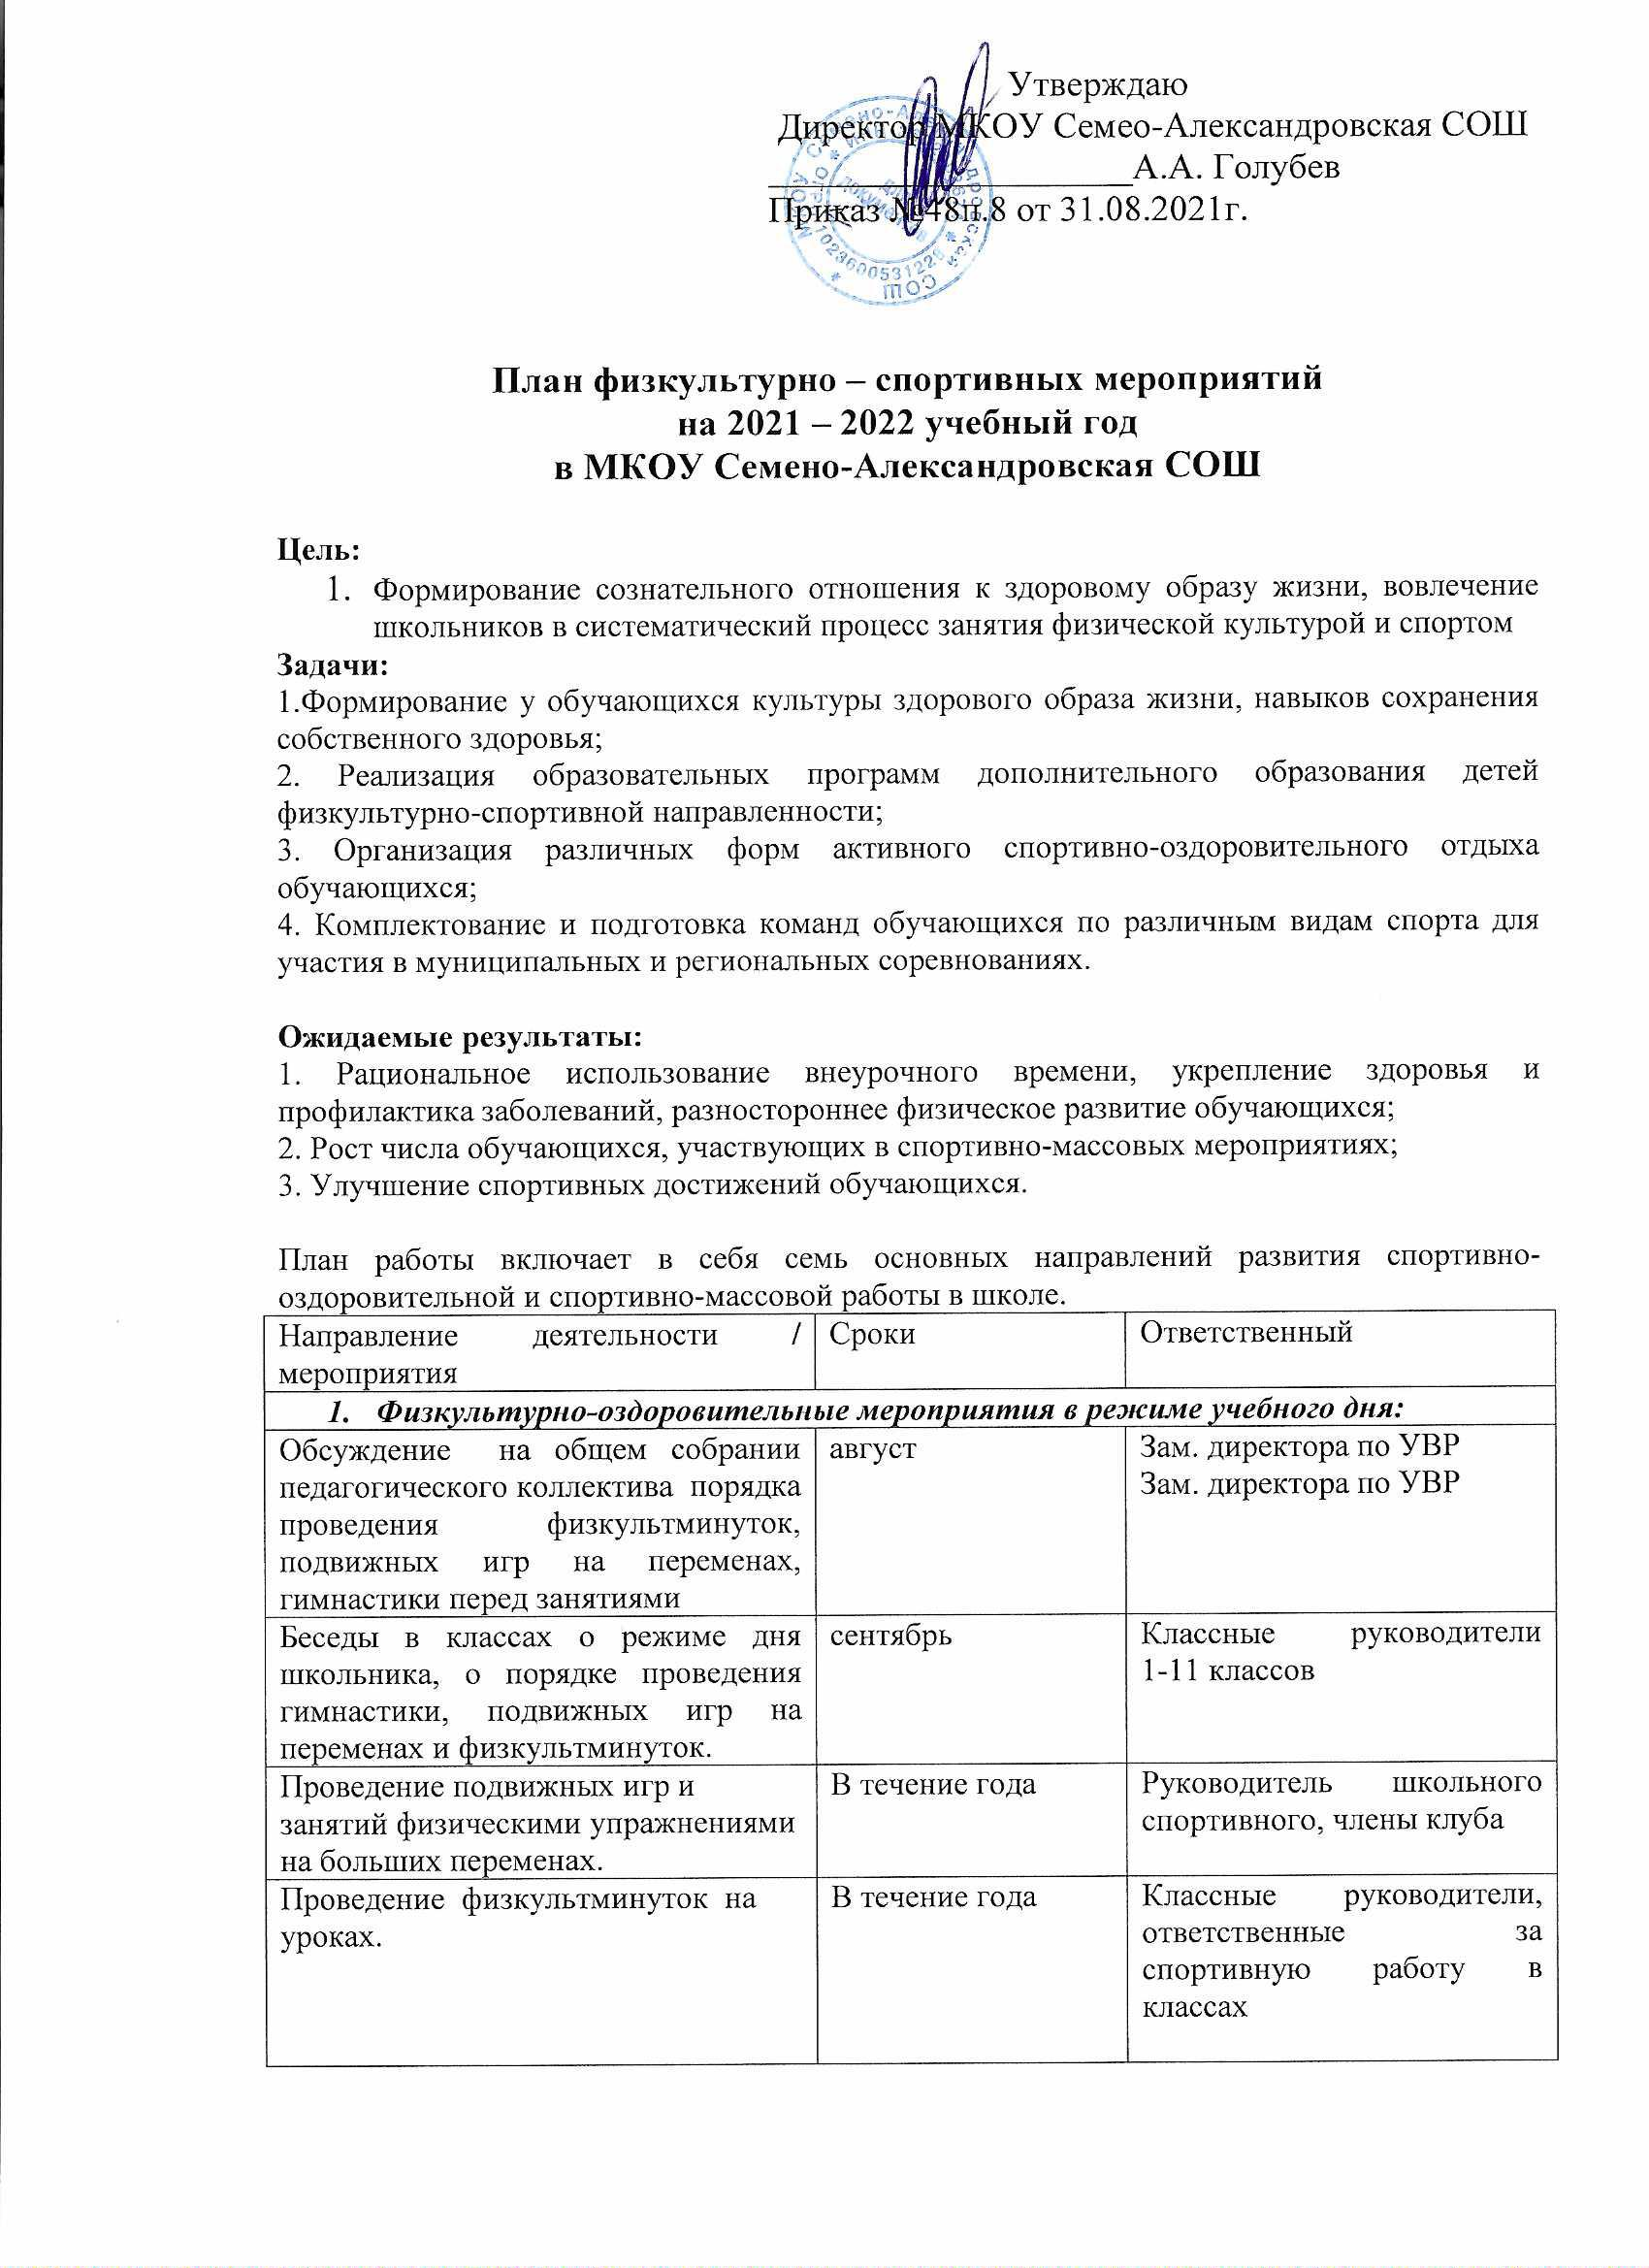 Утверждаю
Директор МКОУ Семео-Александровская СОШ
А.А. Голубев
Приказ №48п.8 от 31.08.2021г.
1023600531220
СОШ
План физкультурно – спортивных мероприятий
на 2021 – 2022 учебный год
в МКОУ Семено-Александровская СОШ
Цель:
1. Формирование сознательного отношения к здоровому образу жизни, вовлечение
школьников в систематический процесс занятия физической культурой и спортом
Задачи:
1.Формирование у обучающихся культуры здорового образа жизни, навыков сохранения
собственного здоровья;
2. Реализация образовательных программ дополнительного образования детей
физкультурно-спортивной направленности;
3. Организация различных форм активного спортивно-оздоровительного отдыха
обучающихся;
4. Комплектование и подготовка команд обучающихся по различным видам спорта для
участия в муниципальных и региональных соревнованиях.
Ожидаемые результаты:
1. Рациональное использование внеурочного времени, укрепление здоровья и
профилактика заболеваний, разностороннее физическое развитие обучающихся;
2. Рост числа обучающихся, участвующих в спортивно-массовых мероприятиях;
3. Улучшение спортивных достижений обучающихся.
План работы включает в себя семь основных направлений развития спортивно-
оздоровительной и спортивно-массовой работы в школе.
Направление деятельности /
мероприятия
Сроки
Ответственный
1. Физкультурно-оздоровительные мероприятия в режиме учебного дня:
Обсуждение на общем собрании
педагогического коллектива порядка
проведения физкультминуток,
подвижных игр на переменах,
гимнастики перед занятиями
август
Зам. директора по УВР
Зам. директора по УВР
Беседы в классах о режиме дня
школьника, о порядке проведения
гимнастики, подвижных игр на
переменах и физкультминуток.
сентябрь
Классные руководители
1-11 классов
Проведение подвижных игр и
занятий физическими упражнениями
на больших переменах.
В течение года
Руководитель школьного
спортивного, члены клуба
Проведение физкультминуток на
уроках.
В течение года
Классные руководители,
ответственные за
спортивную работу в
классах